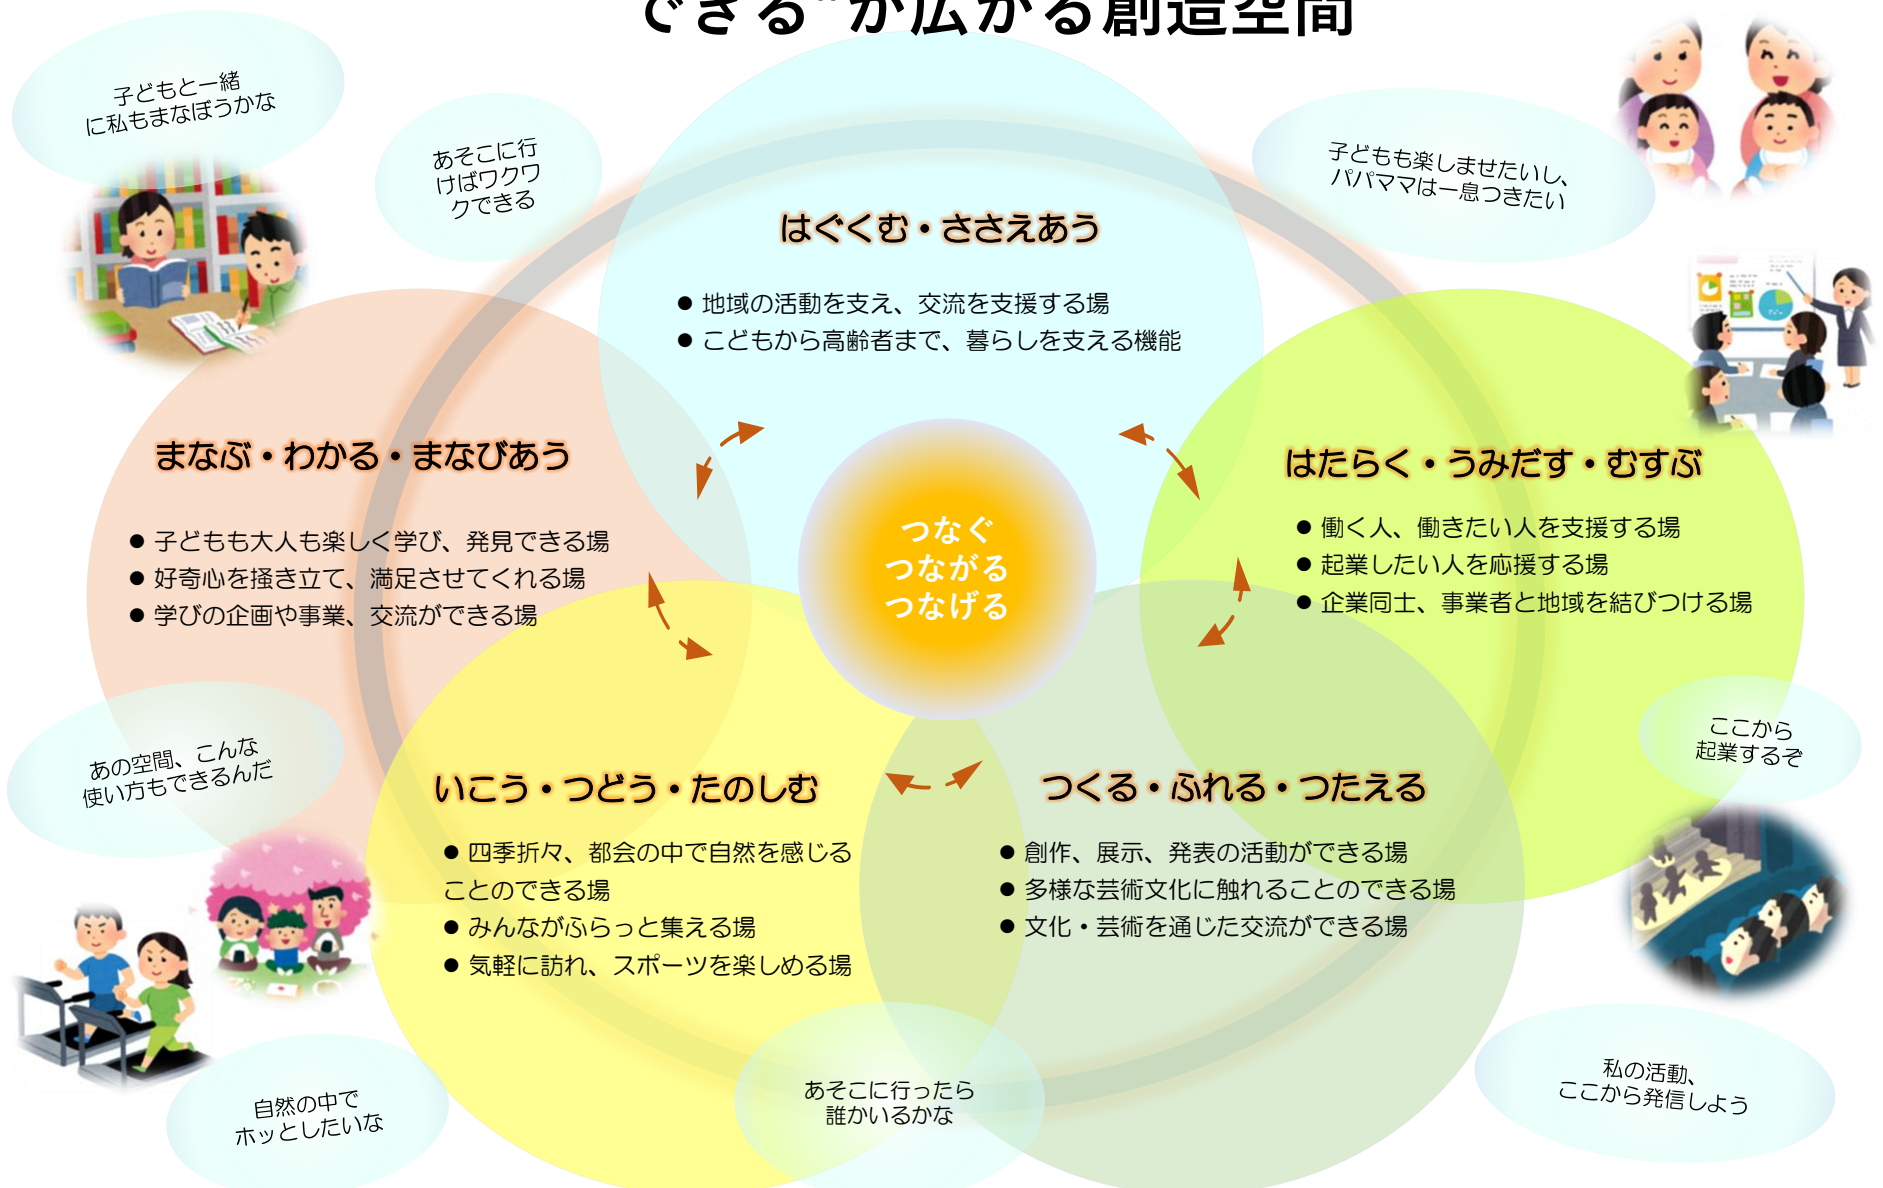 できる"が広がる創造空間
子どもと一緒
に私もまなぼうかな
あそこに行
けばワクワ
クできる
子どもも楽しませたいし、
パパママは一息つきたい
はぐくむ・ささえあう
● 地域の活動を支え、交流を支援する場
● こどもから高齢者まで、暮らしを支える機能
まなぶ・わかる・まなびあう
● 子どもも大人も楽しく学び、発見できる場
● 好奇心を掻き立て、満足させてくれる場
● 学びの企画や事業、交流ができる場
つなぐ
つながる
つなげる
はたらく・うみだす・むすぶ
● 働く人、働きたい人を支援する場
● 起業したい人を応援する場
● 企業同士、事業者と地域を結びつける場
あの空間、こんな
使い方もできるんだ
ここから
起業するぞ
いこう・つどう・たのしむ
● 四季折々、都会の中で自然を感じる
ことのできる場
● みんながふらっと集える場
● 気軽に訪れ、スポーツを楽しめる場
つくる・ふれる・つたえる
● 創作、展示、発表の活動ができる場
● 多様な芸術文化に触れることのできる場
● 文化・芸術を通じた交流ができる場
自然の中で
ホッとしたいな
あそこに行ったら
誰かいるかな
私の活動、
ここから発信しよう